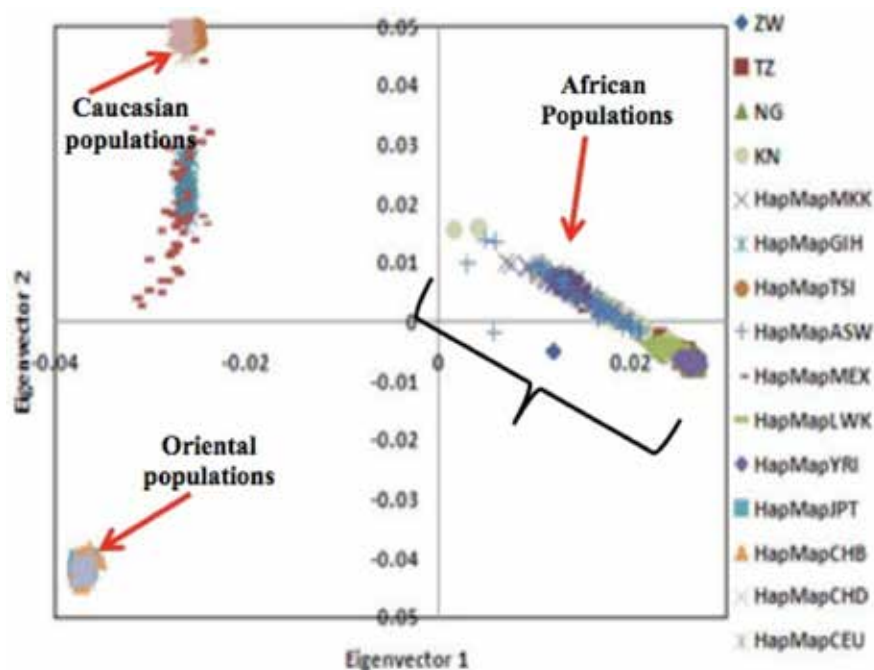 0.05
0.04
0.03
0.02
0.01
0
-0.04
-0.02
0
0.02
-0.01
-0.02
-0.03
-0.04
0.05
Caucasian
populations
African
Populations
Oriental
populations
Eigenvector 2
Eigenvector 1
ZW
TZ
NG
KN
HapMapMKK
HapMapGIH
HapMapTSI
HapMapASW
HapMapMEX
HapMapLWK
HapMapYRI
HapMapJPT
HapMapCHB
HapMapCHD
HapMapCEU